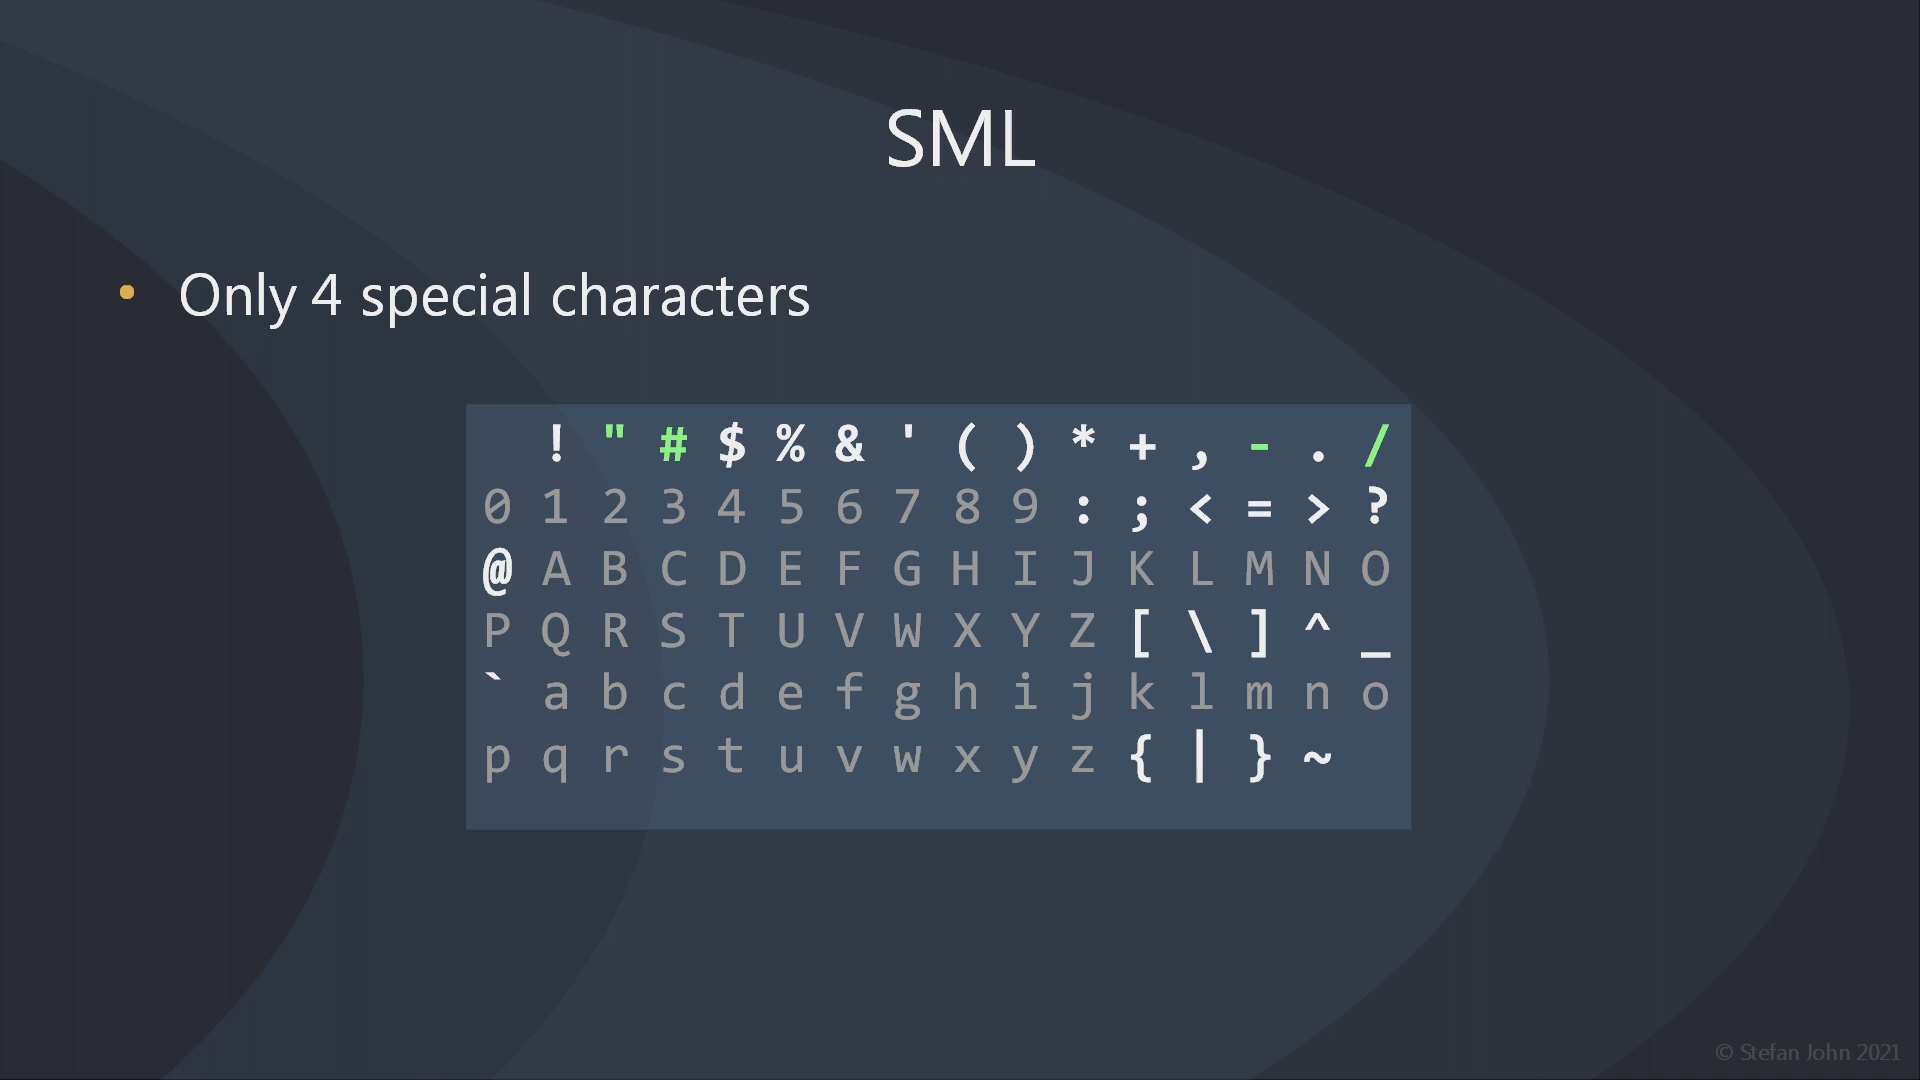 SML
• Only 4 special characters
! " # $ % & ' ( ) * + , - . /
0 1 2 3 4 5 6 7 8 9 : ; < = > ?
@ A B C D E F G H I J K L M N O
P Q R S T U V W X Y Z [ \ ] ^ _
` a b c d e f g h i j k l m n o
p q r s t u v w x y z { | } ~
© Stefan John 2021